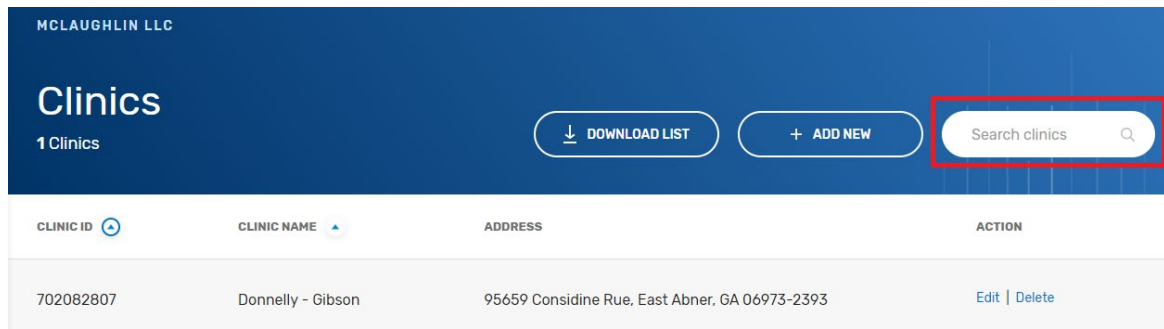 MCLAUGHLIN LLC
Clinics
1 Clinics
DOWNLOAD LIST
+ ADD NEW
Search clinics
CLINIC ID CLINIC NAME ADDRESS ACTION
702082807 Donnelly - Gibson 95659 Considine Rue, East Abner, GA 06973-2393 Edit | Delete